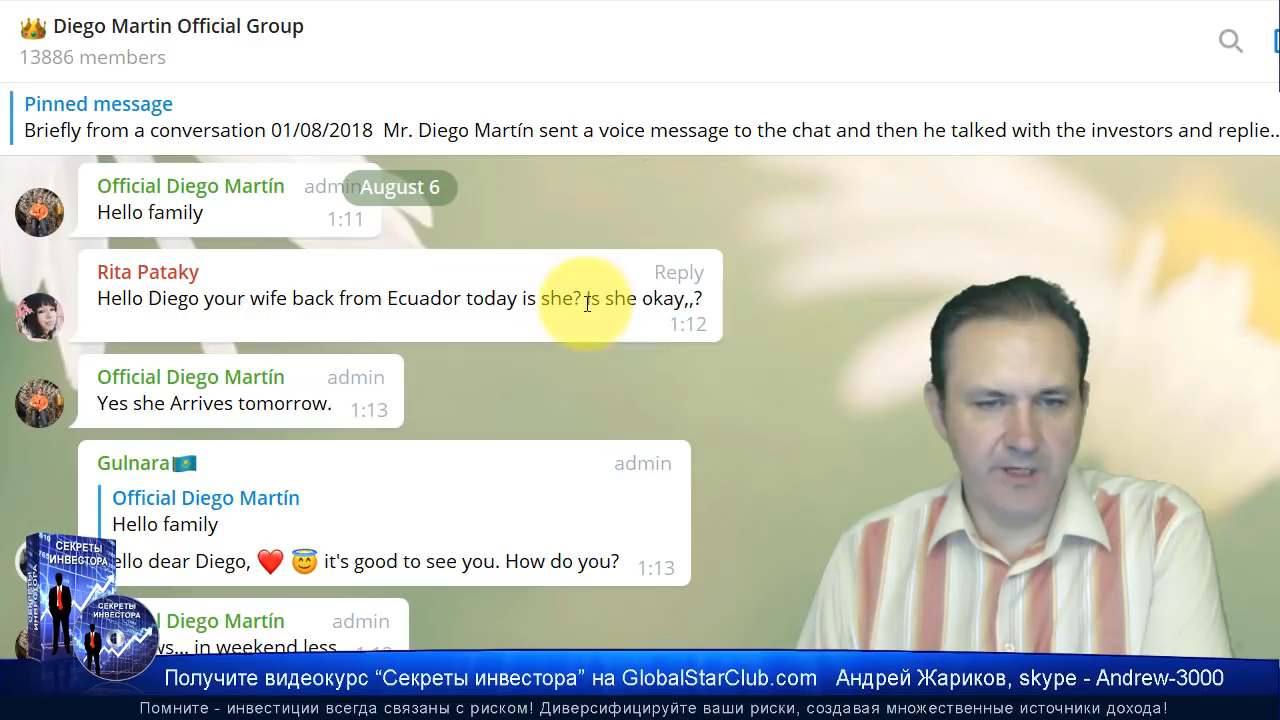 👑 Diego Martin Official Group
13886 members
Pinned message
Briefly from a conversation 01/08/2018 Mr. Diego Martín sent a voice message to the chat and then he talked with the investors and replie..
August 6
Official Diego Martín admin
Hello family
1:11
Rita Pataky Reply
Hello Diego your wife back from Ecuador today is she? Is she okay,,?
1:12
Official Diego Martín admin
Yes she Arrives tomorrow. 1:13
Gulnara🇰🇿 admin
Official Diego Martín
Hello family
ello dear Diego, ❤️ 😇 it's good to see you. How do you? 1:13
l Diego Martín admin
ws... in weekend less
СЕКРЕТЫ
ИНВЕСТОРА
СЕКРЕТЫ
ИНВЕСТОРА
Получите видеокурс “Секреты инвестора” на GlobalStarClub.com Андрей Жариков, skype - Andrew-3000
Помните - инвестиции всегда связаны с риском! Диверсифицируйте ваши риски, создавая множественные источники дохода!